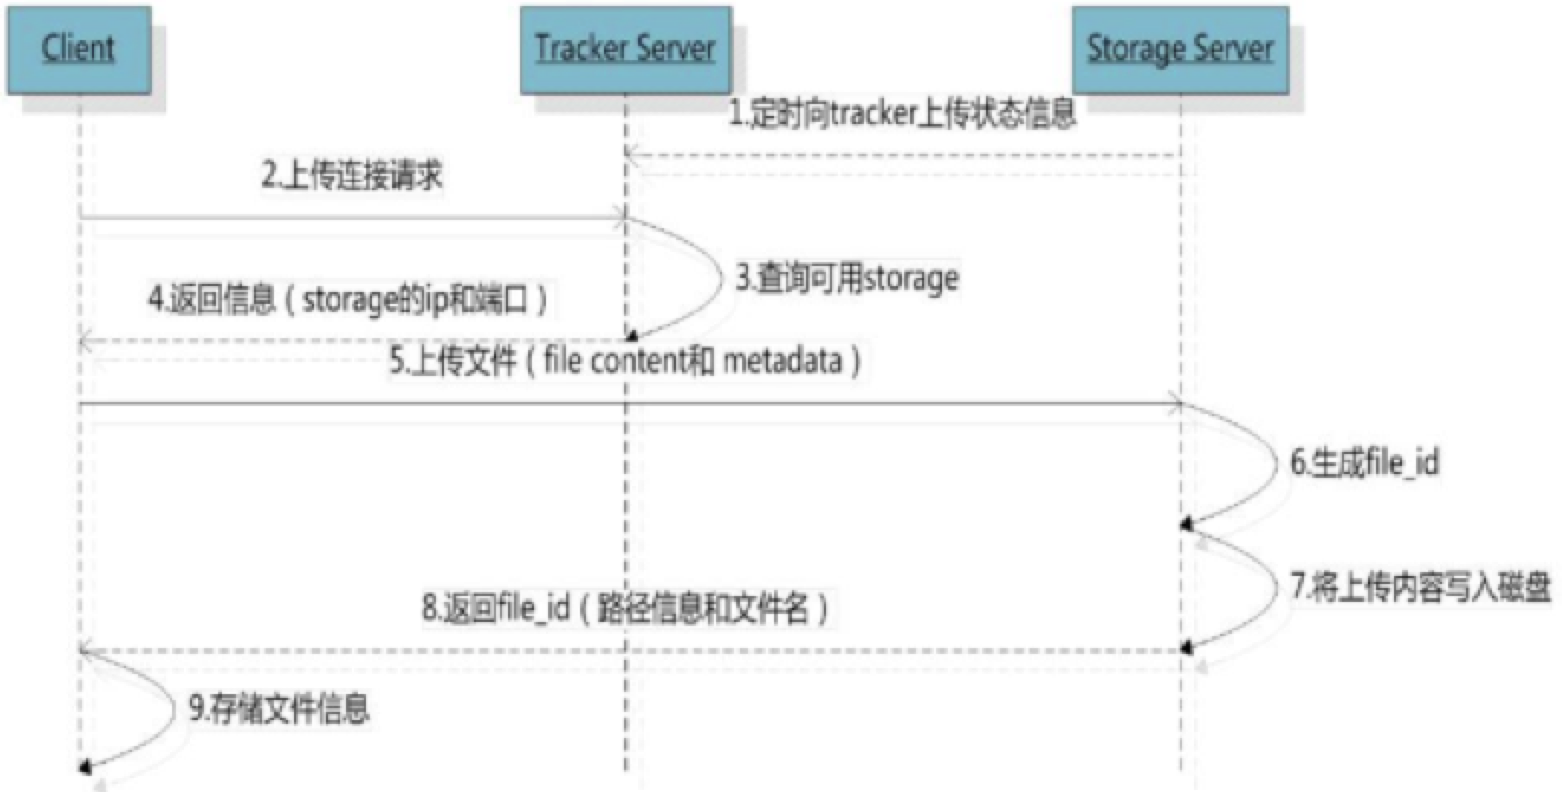 Client
Tracker Server
Storage Server
1.定时向tracker上传状态信息
2.上传连接请求
3.查询可用storage
4.返回信息（storage的ip和端口）
5.上传文件（file content和 metadata）
6.生成file_id
7.将上传内容写入磁盘
8.返回file_id（路径信息和文件名）
9.存储文件信息